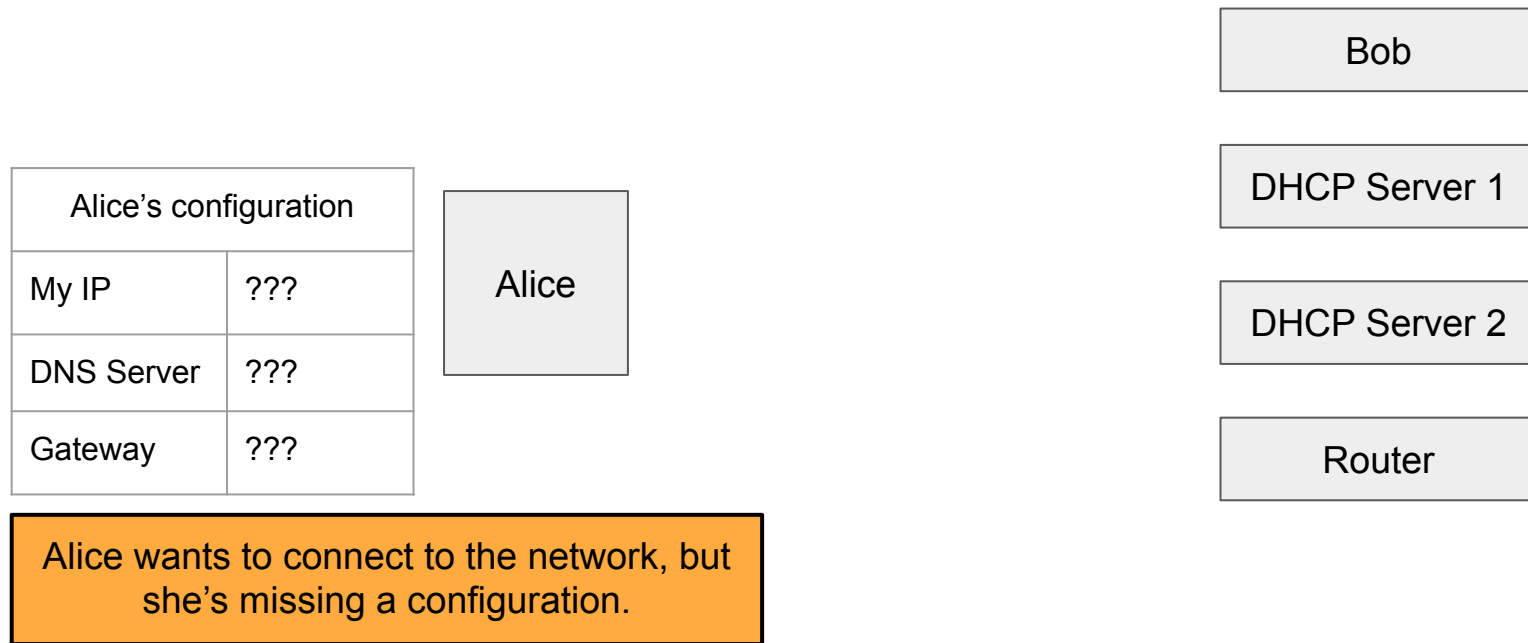 Bob
Alice’s configuration
My IP
???
DNS Server
???
Gateway
???
Alice
DHCP Server 1
DHCP Server 2
Router
Alice wants to connect to the network, but
she’s missing a configuration.